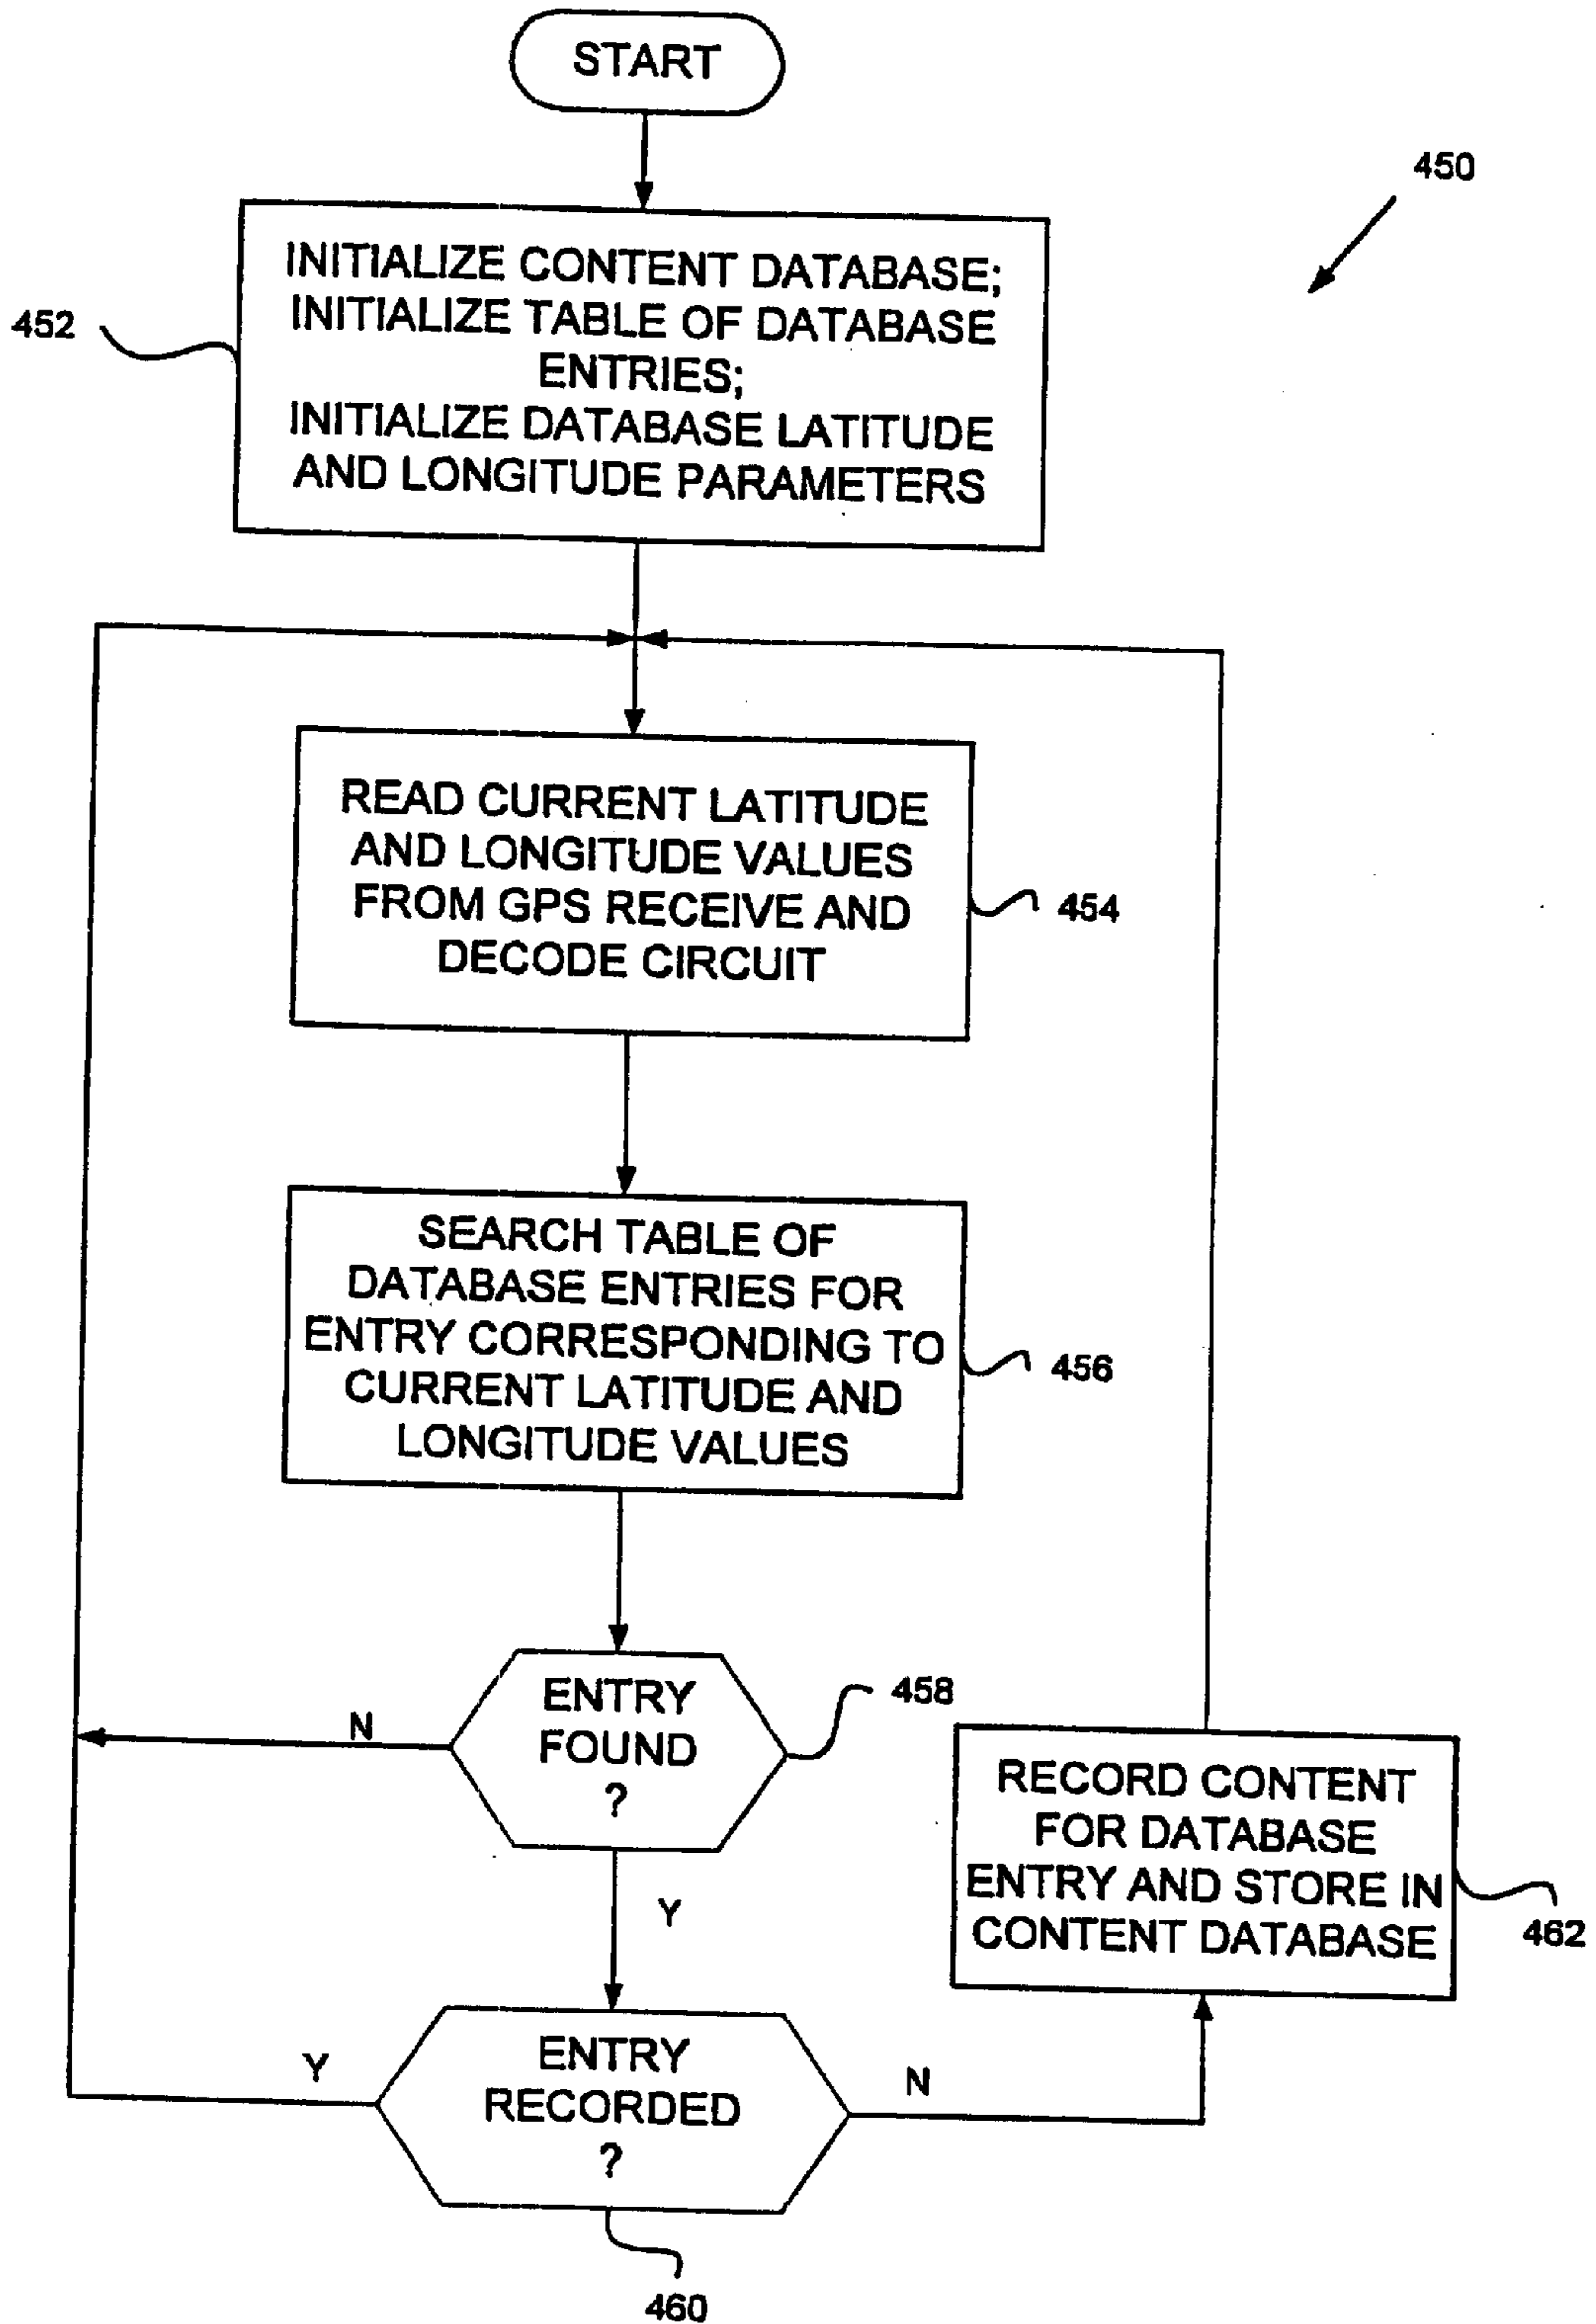 START
450
INITIALIZE CONTENT DATABASE;
INITIALIZE TABLE OF DATABASE
ENTRIES;
INITIALIZE DATABASE LATITUDE
AND LONGITUDE PARAMETERS
452
READ CURRENT LATITUDE
AND LONGITUDE VALUES
FROM GPS RECEIVE AND
DECODE CIRCUIT
454
SEARCH TABLE OF
DATABASE ENTRIES FOR
ENTRY CORRESPONDING TO
CURRENT LATITUDE AND
LONGITUDE VALUES
456
ENTRY
FOUND
?
458
N
Y
RECORD CONTENT
FOR DATABASE
ENTRY AND STORE IN
CONTENT DATABASE
462
ENTRY
RECORDED
?
Y
N
460